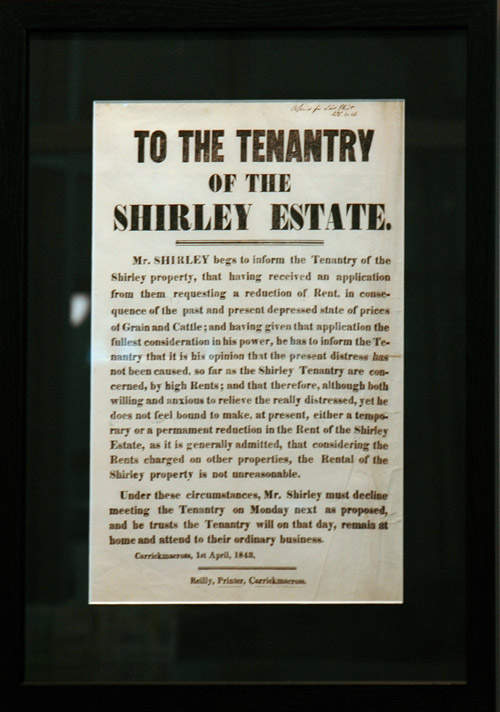 TO THE TENANTRY
OF THE
SHIRLEY ESTATE.
Mr. SHIRLEY begs to inform the Tenantry of the
Shirley property, that having received an application
from them requesting a reduction of Rent, in conse-
quence of the past and present depressed state of prices
of Grain and Cattle; and having given that application the
fullest consideration in his power, he has to inform the Te-
nantry that it is his opinion that the present distress has
not been caused, so far as the Shirley Tenantry are con-
cerned, by high Rents; and that therefore, although both
willing and anxious to relieve the really distressed, yet he
does not feel bound to make, at present, either a tempo-
rary or a permament reduction in the Rent of the Shirley
Estate, as it is generally admitted, that considering the
Rents charged on other properties, the Rental of the
Shirley property is not unreasonable.
Under these circumstances, Mr. Shirley must decline
meeting the Tenantry on Monday next as proposed,
and he trusts the Tenantry will on that day, remain at
home and attend to their ordinary business.
Carrickmacross, 1st April, 1843,
Reilly, Printer, Carrickmacross.